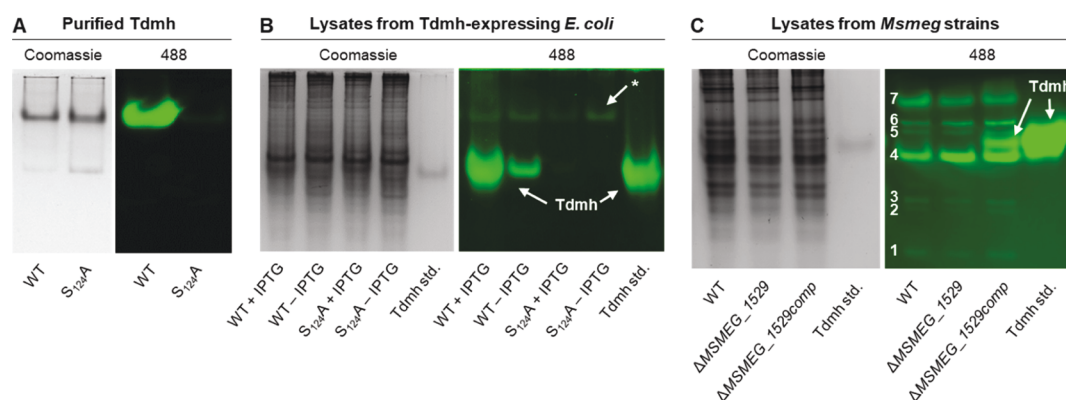 A Purified Tdmh
Coomassie 488
WT
S124A
WT
S124A
B Lysates from Tdmh-expressing E. coli
Coomassie 488
*
Tdmh
WT + IPTG
WT – IPTG
S124A + IPTG
S124A – IPTG
Tdmh std.
WT + IPTG
WT – IPTG
S124A + IPTG
S124A – IPTG
Tdmh std.
C Lysates from Msmeg strains
Coomassie 488
Tdmh
7
6
5
4
3
2
1
WT
ΔMSMEG_1529
ΔMSMEG_1529comp
Tdmh std.
WT
ΔMSMEG_1529
ΔMSMEG_1529comp
Tdmh std.